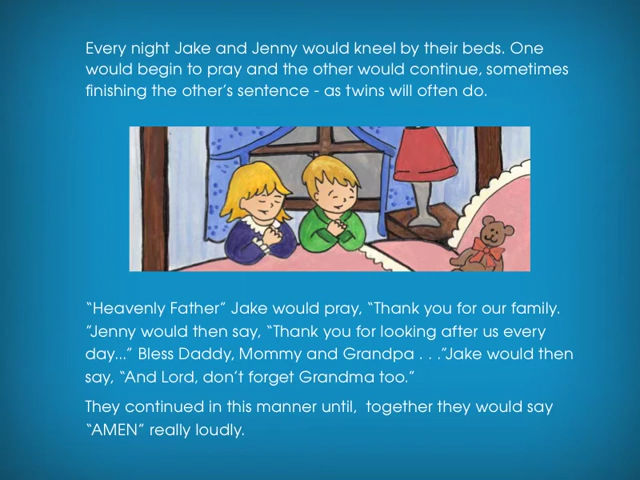 Every night Jake and Jenny would kneel by their beds. One
would begin to pray and the other would continue, sometimes
finishing the other's sentence - as twins will often do.
“Heavenly Father” Jake would pray, “Thank you for our family.
“Jenny would then say, “Thank you for looking after us every
day...” Bless Daddy, Mommy and Grandpa . . .”Jake would then
say, “And Lord, don't forget Grandma too.”
They continued in this manner until,  together they would say
“AMEN” really loudly.